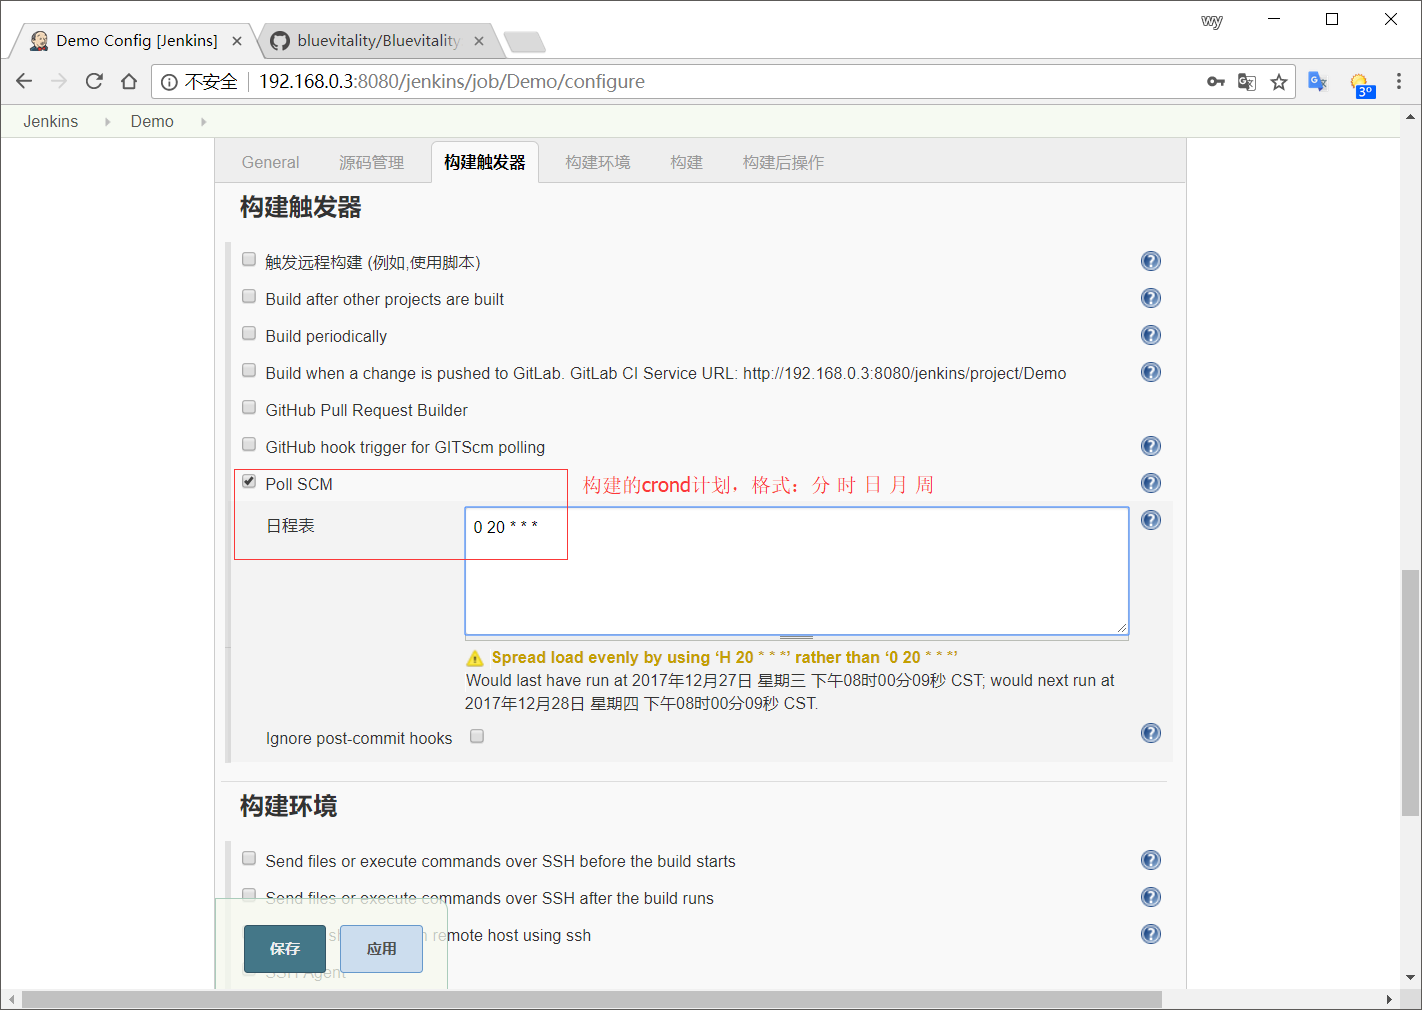 wy
Demo Config [Jenkins]
bluevitality/Bluevitality
不安全 192.168.0.3:8080/jenkins/job/Demo/configure
3°
Jenkins Demo
General 源码管理 构建触发器 构建环境 构建 构建后操作
构建触发器
触发远程构建 (例如,使用脚本)
Build after other projects are built
Build periodically
Build when a change is pushed to GitLab. GitLab CI Service URL: http://192.168.0.3:8080/jenkins/project/Demo
GitHub Pull Request Builder
GitHub hook trigger for GITScm polling
Poll SCM 构建的crond计划，格式：分 时 日 月 周
日程表 0 20 * * *
Spread load evenly by using ‘H 20 * * *’ rather than ‘0 20 * * *’
Would last have run at 2017年12月27日 星期三 下午08时00分09秒 CST; would next run at
2017年12月28日 星期四 下午08时00分09秒 CST.
Ignore post-commit hooks
构建环境
Send files or execute commands over SSH before the build starts
Send files or execute commands over SSH after the build runs
remote host using ssh
保存 应用
SSH Agent